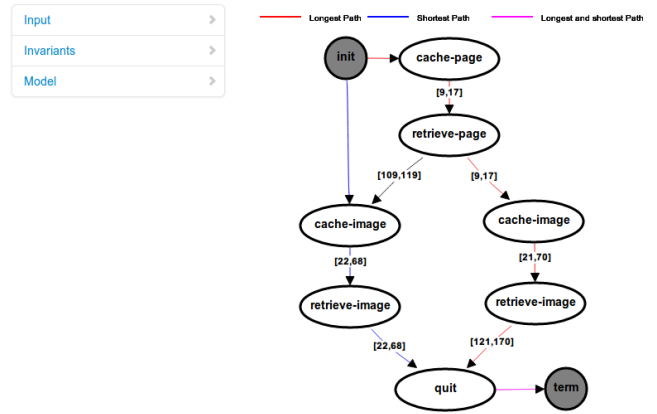 Input
Invariants
Model
Longest Path
Shortest Path
Longest and shortest Path
init
cache-page
[9,17]
retrieve-page
[109,119]
[9,17]
cache-image
cache-image
[22,68]
[21,70]
retrieve-image
retrieve-image
[22,68]
[121,170]
quit
term